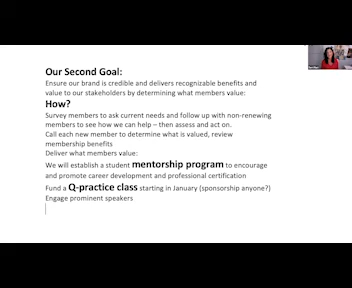 Our Second Goal:
Ensure our brand is credible and delivers recognizable benefits and
value to our stakeholders by determining what members value:
How?
Survey members to ask current needs and follow up with non-renewing
members to see how we can help – then assess and act on.
Call each new member to determine what is valued, review
membership benefits
Deliver what members value:
We will establish a student mentorship program to encourage
and promote career development and professional certification
Fund a Q-practice class starting in January (sponsorship anyone?)
Engage prominent speakers